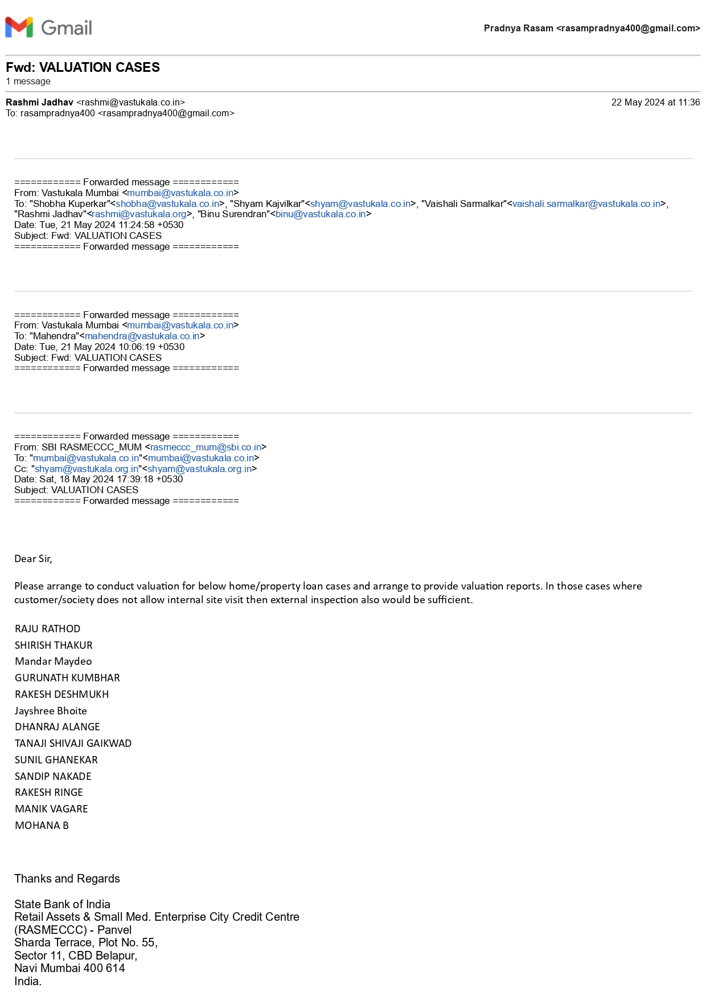 Gmail
Pradnya Rasam <rasampradnya400@gmail.com>
Fwd: VALUATION CASES
1 message
Rashmi Jadhav <rashmi@vastukala.co.in>
22 May 2024 at 11:36
To: rasampradnya400 <rasampradnya400@gmail.com>
============ Forwarded message ============
From: Vastukala Mumbai <mumbai@vastukala.co.in>
To: "Shobha Kuperkar"<shobha@vastukala.co.in>, "Shyam Kajvilkar"<shyam@vastukala.co.in>, "Vaishali Sarmalkar"<vaishali.sarmalkar@vastukala.co.in>,
"Rashmi Jadhav"<rashmi@vastukala.org>, "Binu Surendran"<binu@vastukala.co.in>
Date: Tue, 21 May 2024 11:24:58 +0530
Subject: Fwd: VALUATION CASES
============ Forwarded message ============
============ Forwarded message ============
From: Vastukala Mumbai <mumbai@vastukala.co.in>
To: "Mahendra"<mahendra@vastukala.co.in>
Date: Tue, 21 May 2024 10:06:19 +0530
Subject: Fwd: VALUATION CASES
============ Forwarded message ============
============ Forwarded message ============
From: SBI RASMECCC_MUM <rasmeccc_mum@sbi.co.in>
To: "mumbai@vastukala.co.in"<mumbai@vastukala.co.in>
Cc: "shyam@vastukala.org.in"<shyam@vastukala.org.in>
Date: Sat, 18 May 2024 17:39:18 +0530
Subject: VALUATION CASES
============ Forwarded message ============
Dear Sir,
Please arrange to conduct valuation for below home/property loan cases and arrange to provide valuation reports. In those cases where
customer/society does not allow internal site visit then external inspection also would be sufficient.
RAJU RATHOD
SHIRISH THAKUR
Mandar Maydeo
GURUNATH KUMBHAR
RAKESH DESHMUKH
Jayshree Bhoite
DHANRAJ ALANGE
TANAJI SHIVAJI GAIKWAD
SUNIL GHANEKAR
SANDIP NAKADE
RAKESH RINGE
MANIK VAGARE
MOHANA B
Thanks and Regards
State Bank of India
Retail Assets & Small Med. Enterprise City Credit Centre
(RASMECCC) - Panvel
Sharda Terrace, Plot No. 55,
Sector 11, CBD Belapur,
Navi Mumbai 400 614
India.